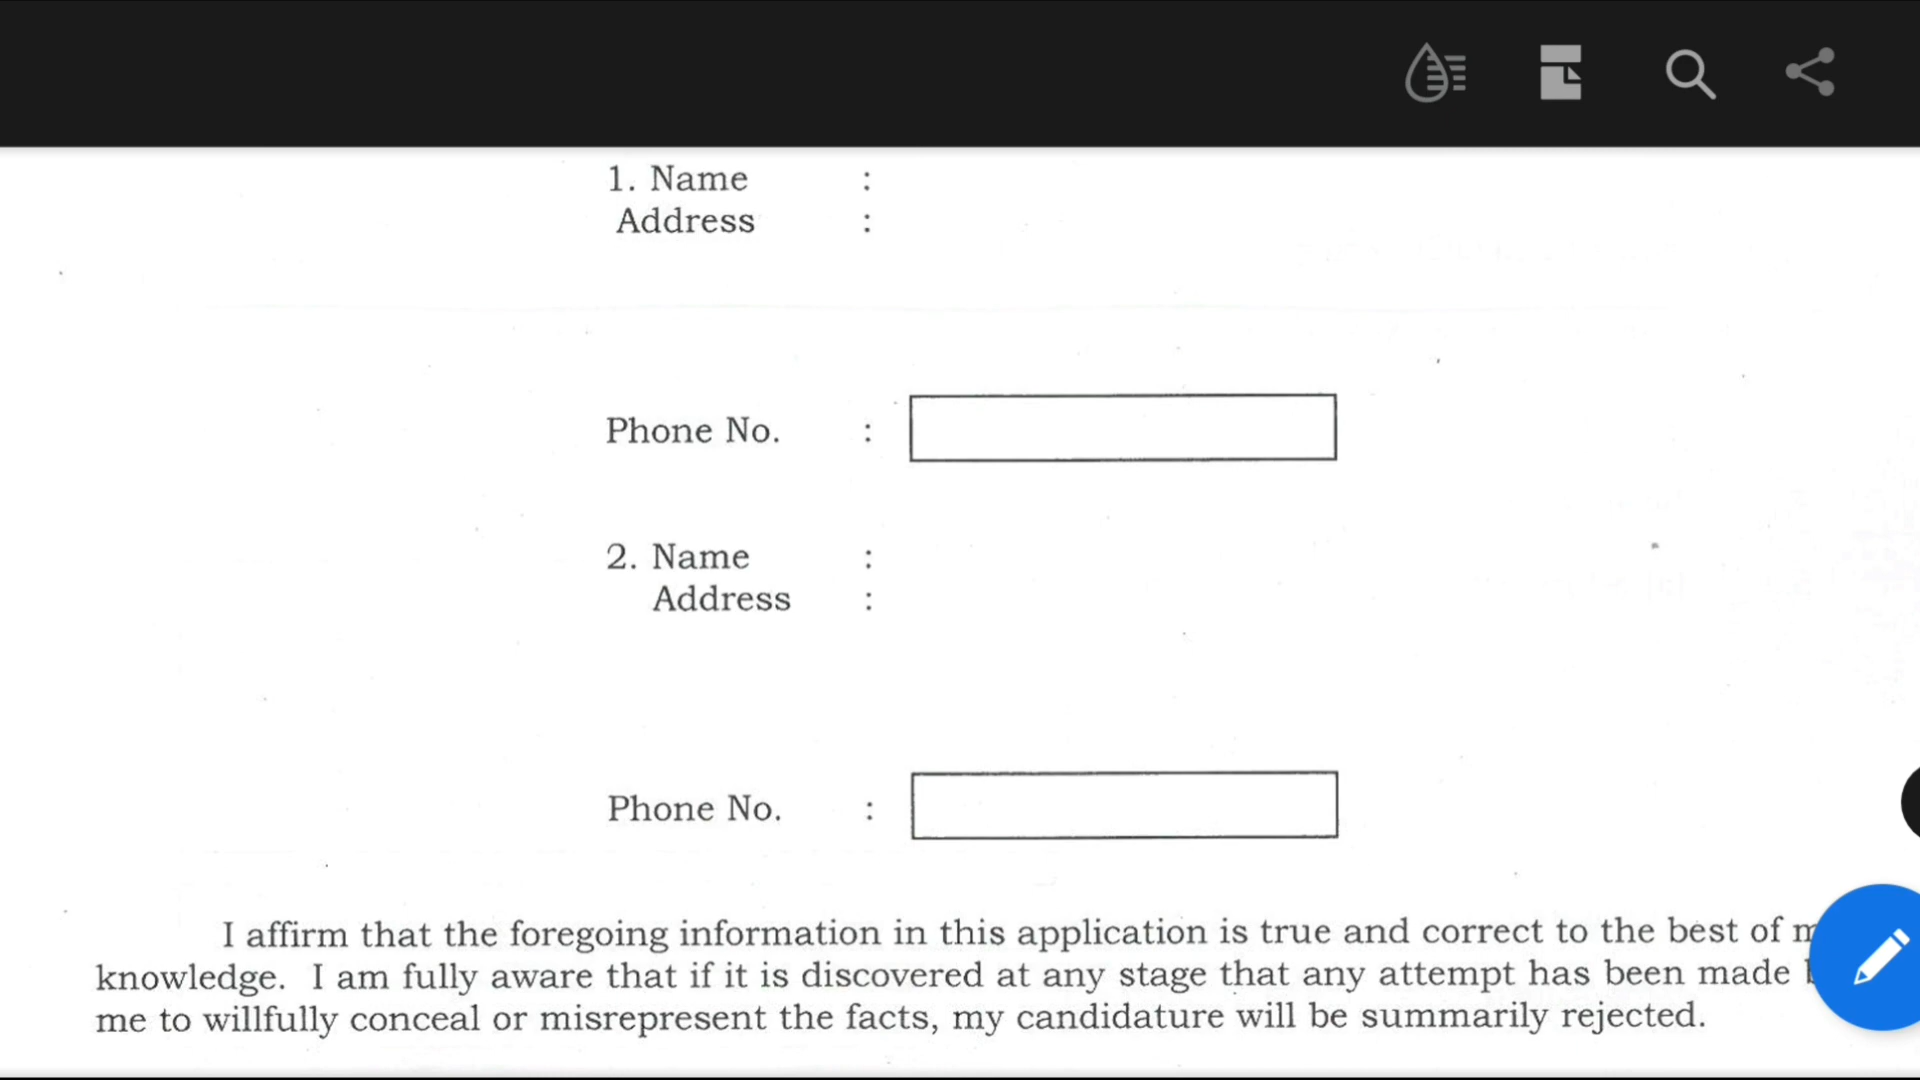 1. Name :
Address :
Phone No. :
2. Name :
Address :
Phone No. :
I affirm that the foregoing information in this application is true and correct to the best of
knowledge. I am fully aware that if it is discovered at any stage that any attempt has been made
me to willfully conceal or misrepresent the facts, my candidature will be summarily rejected.